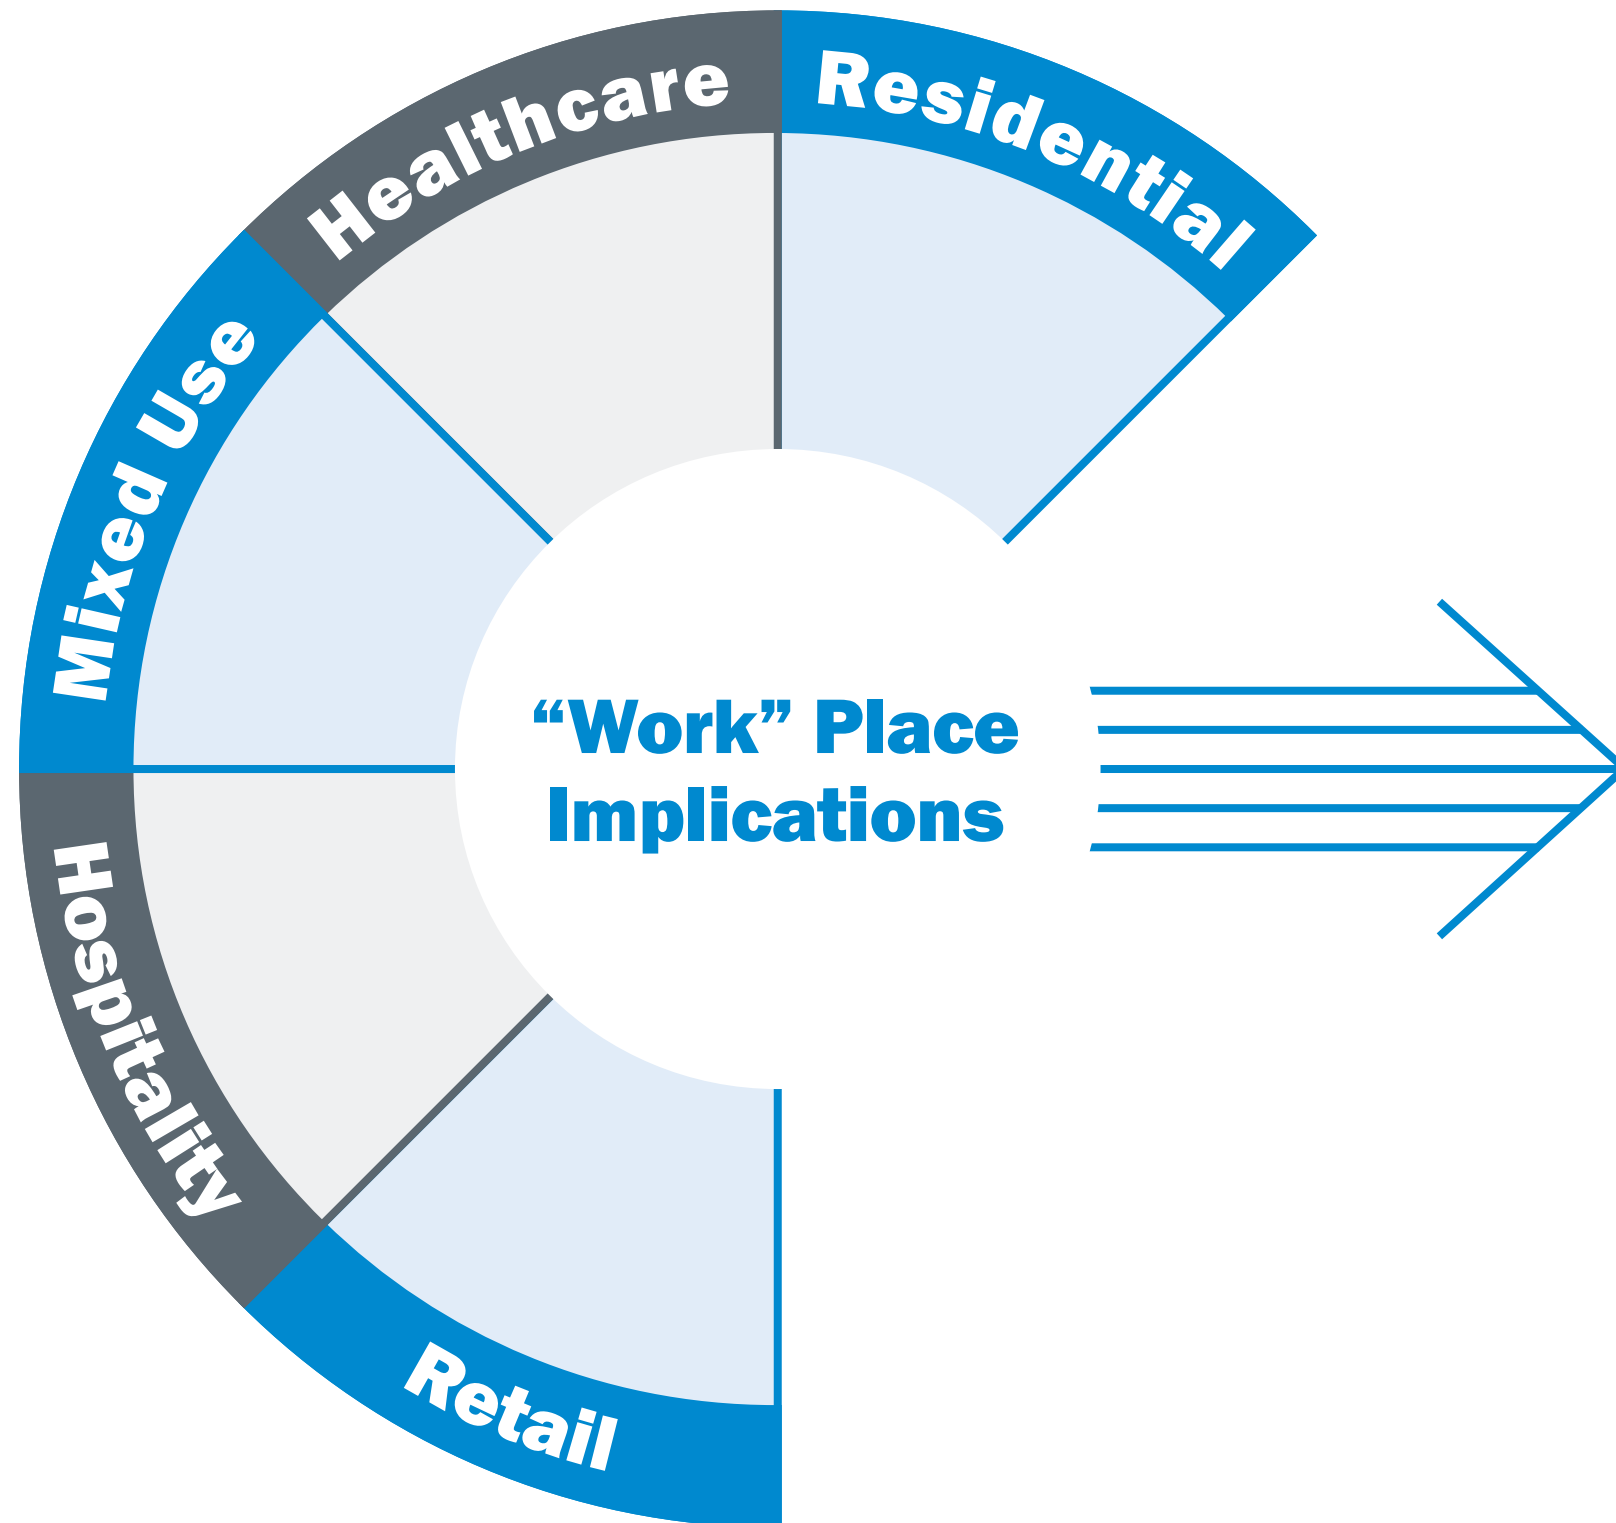 Residential
Healthcare
Mixed Use
Hospitality
Retail
“Work” Place
Implications